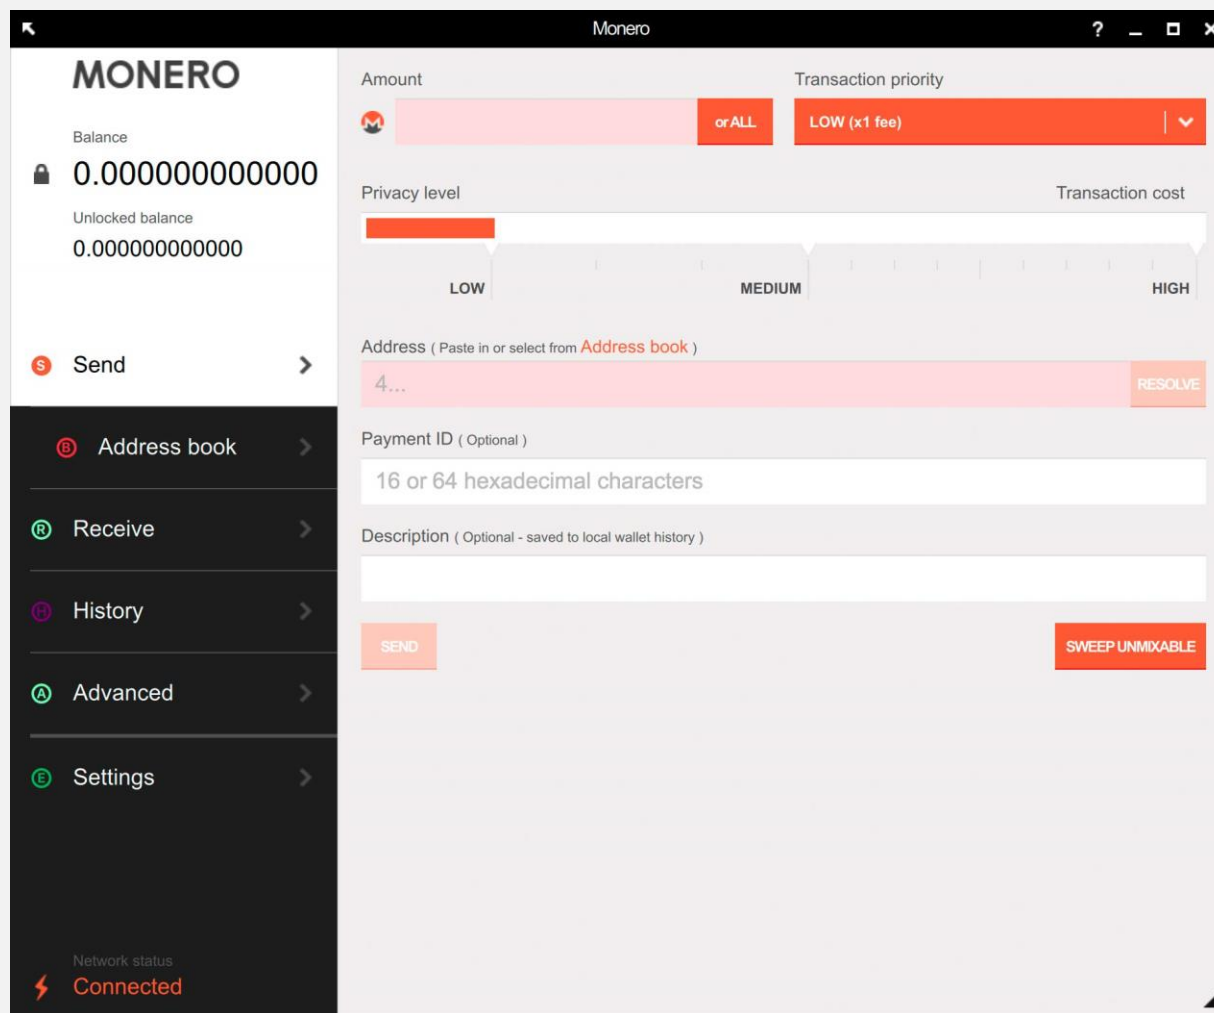 Monero
?
MONERO
Balance
0.000000000000
Unlocked balance
0.000000000000
S Send
B Address book
R Receive
H History
A Advanced
E Settings
Network status
Connected
Amount
Transaction priority
or ALL
LOW (x1 fee)
Privacy level
Transaction cost
LOW
MEDIUM
HIGH
Address ( Paste in or select from Address book )
4...
RESOLVE
Payment ID ( Optional )
16 or 64 hexadecimal characters
Description ( Optional - saved to local wallet history )
SEND
SWEEP UNMIXABLE